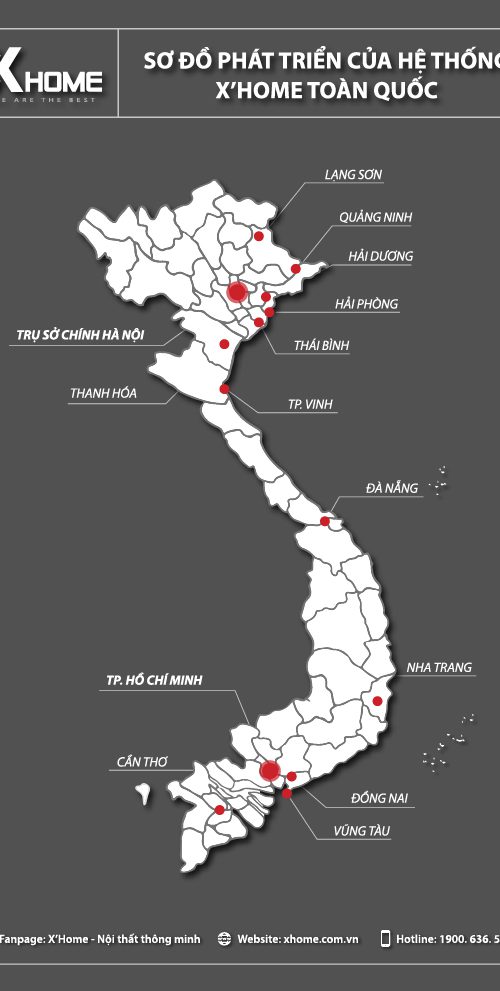 X HOME
E ARE THE BEST
SƠ ĐỒ PHÁT TRIỂN CỦA HỆ THỐNG
X'HOME TOÀN QUỐC
LẠNG SƠN
QUẢNG NINH
HẢI DƯƠNG
HẢI PHÒNG
TRỤ SỞ CHÍNH HÀ NỘI
THÁI BÌNH
THANH HÓA
TP. VINH
ĐÀ NẴNG
NHA TRANG
TP. HỒ CHÍ MINH
CẦN THƠ
ĐỒNG NAI
VŨNG TÀU
Fanpage: X'Home - Nội thất thông minh
Website: xhome.com.vn
Hotline: 1900. 636. 5